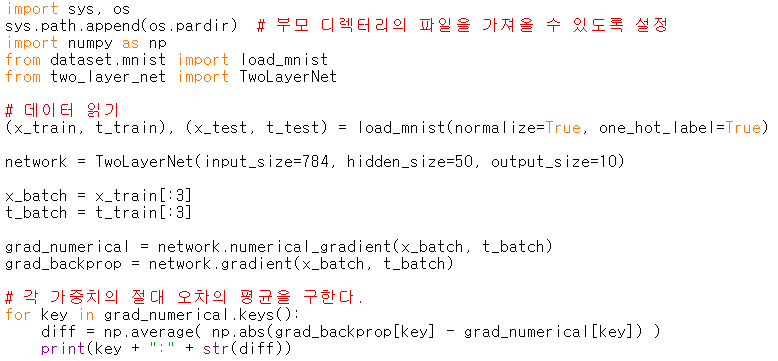 import sys, os
sys.path.append(os.pardir)  # 부모 디렉터리의 파일을 가져올 수 있도록 설정
import numpy as np
from dataset.mnist import load_mnist
from two_layer_net import TwoLayerNet

# 데이터 읽기
(x_train, t_train), (x_test, t_test) = load_mnist(normalize=True, one_hot_label=True)

network = TwoLayerNet(input_size=784, hidden_size=50, output_size=10)

x_batch = x_train[:3]
t_batch = t_train[:3]

grad_numerical = network.numerical_gradient(x_batch, t_batch)
grad_backprop = network.gradient(x_batch, t_batch)

# 각 가중치의 절대 오차의 평균을 구한다.
for key in grad_numerical.keys():
    diff = np.average( np.abs(grad_backprop[key] - grad_numerical[key]) )
    print(key + ":" + str(diff))